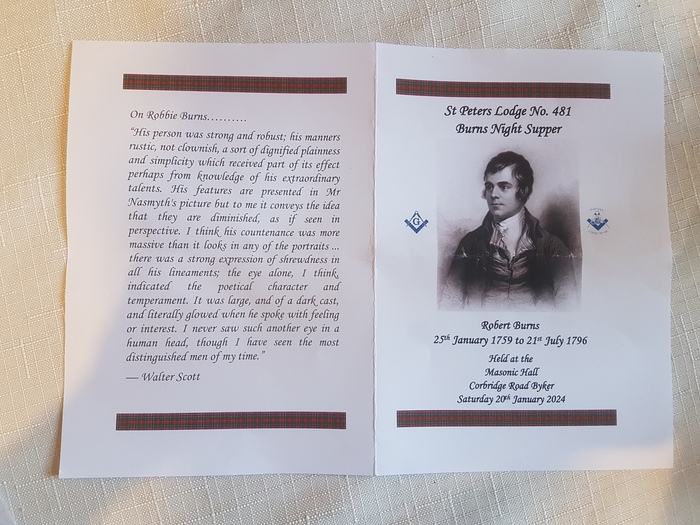 On Robbie Burns..........
"His person was strong and robust; his manners
rustic, not clownish, a sort of dignified plainness
and simplicity which received part of its effect
perhaps from knowledge of his extraordinary
talents. His features are presented in Mr
Nasmyth's picture but to me it conveys the idea
that they are diminished, as if seen in
perspective. I think his countenance was more
massive than it looks in any of the portraits ...
there was a strong expression of shrewdness in
all his lineaments; the eye alone, I think,
indicated the poetical character and
temperament. It was large, and of a dark cast,
and literally glowed when he spoke with feeling
or interest. I never saw such another eye in a
human head, though I have seen the most
distinguished men of my time."
— Walter Scott
St Peters Lodge No. 481
Burns Night Supper
G
Robert Burns
25th January 1759 to 21st July 1796
Held at the
Masonic Hall
Corbridge Road Byker
Saturday 20th January 2024